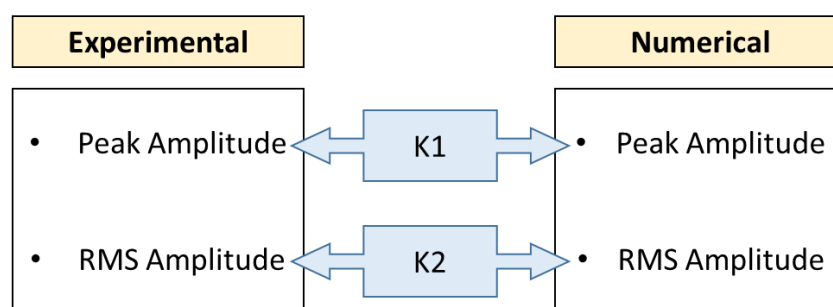 Experimental
Numerical
• Peak Amplitude
K1
• Peak Amplitude
• RMS Amplitude
K2
• RMS Amplitude